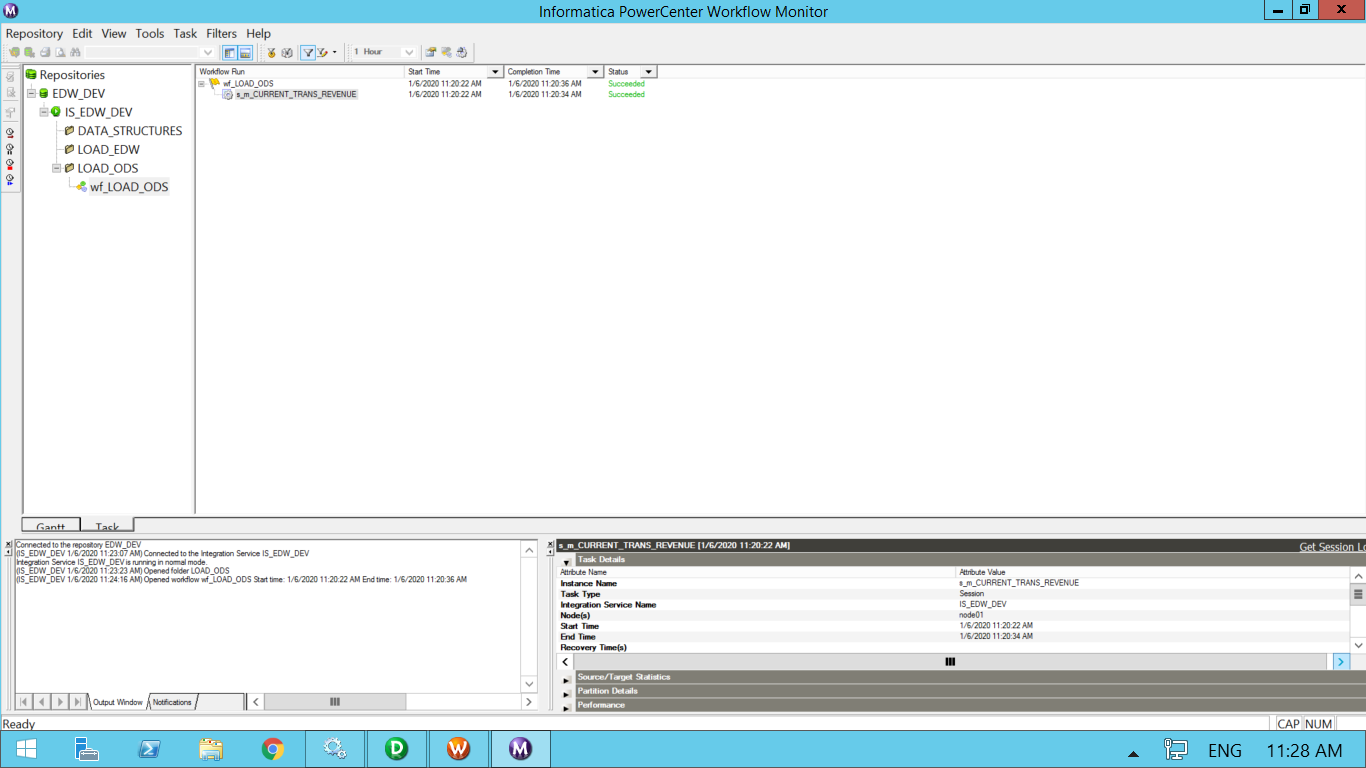 Informatica PowerCenter Workflow Monitor
Repository Edit View Tools Task Filters Help
1 Hour
Repositories
EDW_DEV
IS_EDW_DEV
DATA_STRUCTURES
LOAD_EDW
LOAD_ODS
wf_LOAD_ODS
Workflow Run Start Time Completion Time Status
wf_LOAD_ODS 1/6/2020 11:20:22 AM 1/6/2020 11:20:36 AM Succeeded
s_m_CURRENT_TRANS_REVENUE 1/6/2020 11:20:22 AM 1/6/2020 11:20:34 AM Succeeded
Gantt Task
Connected to the repository EDW_DEV
(IS_EDW_DEV 1/6/2020 11:23:07 AM) Connected to the Integration Service IS_EDW_DEV
Integration Service IS_EDW_DEV is running in normal mode.
(IS_EDW_DEV 1/6/2020 11:23:23 AM) Opened folder LOAD_ODS
(IS_EDW_DEV 1/6/2020 11:24:16 AM) Opened workflow wf_LOAD_ODS Start time: 1/6/2020 11:20:22 AM End time: 1/6/2020 11:20:36 AM
Output Window Notifications
s_m_CURRENT_TRANS_REVENUE [1/6/2020 11:20:22 AM] Get Session Lo
Task Details
Attribute Name Attribute Value
Instance Name s_m_CURRENT_TRANS_REVENUE
Task Type Session
Integration Service Name IS_EDW_DEV
Node(s) node01
Start Time 1/6/2020 11:20:22 AM
End Time 1/6/2020 11:20:34 AM
Recovery Time(s)
Source/Target Statistics
Partition Details
Performance
Ready CAP NUM
D W M ENG 11:28 AM